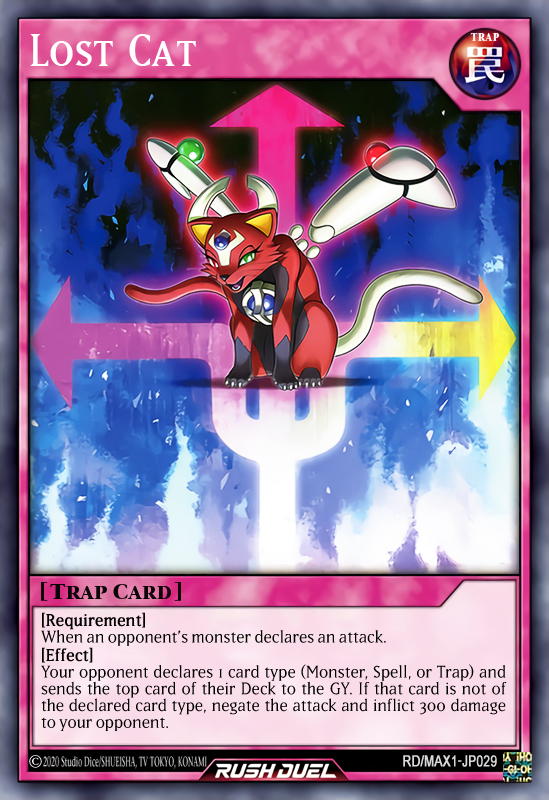 Lost Cat
TRAP
罠
[Trap Card]
[Requirement]
When an opponent's monster declares an attack.
[Effect]
Your opponent declares 1 card type (Monster, Spell, or Trap) and
sends the top card of their Deck to the GY. If that card is not of
the declared card type, negate the attack and inflict 300 damage
to your opponent.
©2020 Studio Dice/SHUEISHA, TV TOKYO, KONAMI
RUSH DUEL
RD/MAX1-JP029